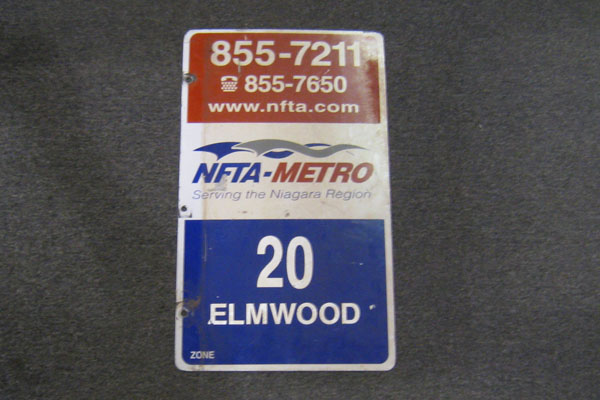 855-7211
☎ 855-7650
www.nfta.com
NFTA-METRO
Serving the Niagara Region
20
ELMWOOD
ZONE